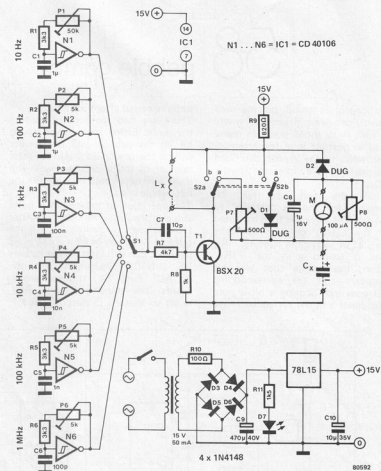 10 Hz
R1
3k3
P1
50k
N1
C1
1µ
15V
14
IC1
7
0
N1 . . . N6 = IC1 = CD 40106
100 Hz
R2
3k3
P2
5k
N2
C2
1µ
1 kHz
R3
3k3
P3
5k
N3
C3
100n
10 kHz
R4
3k3
P4
5k
N4
C4
10n
100 kHz
R5
3k3
P5
5k
N5
C5
1n
1 MHz
R6
3k3
P6
5k
N6
C6
100p
S1
C7
10p
R7
4k7
R8
1k
T1
BSX 20
15V
R9
820Ω
Lx
b
a
S2a
b
a
S2b
P7
500Ω
D1
DUG
D2
DUG
C8
1µ
16V
M
100 µA
P8
500Ω
Cx
+
R10
100Ω
15 V
50 mA
D3
D4
D5
D6
4 x 1N4148
C9
470µ
40V
R11
1k5
D7
78L15
C10
10µ
35V
15V
0
80592